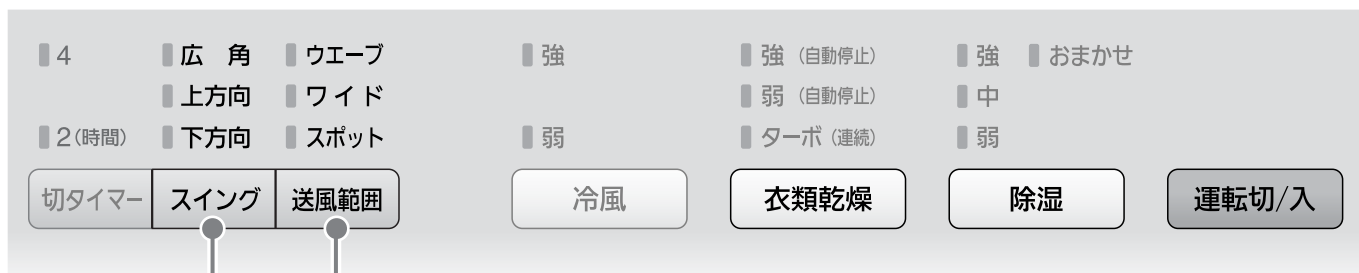 4 広 角 ウエーブ 強 強（自動停止） 強 おまかせ
上方向 ワイド 弱（自動停止） 中
2（時間） 下方向 スポット 弱 ターボ（連続） 弱
切タイマー スイング 送風範囲 冷風 衣類乾燥 除湿 運転切/入